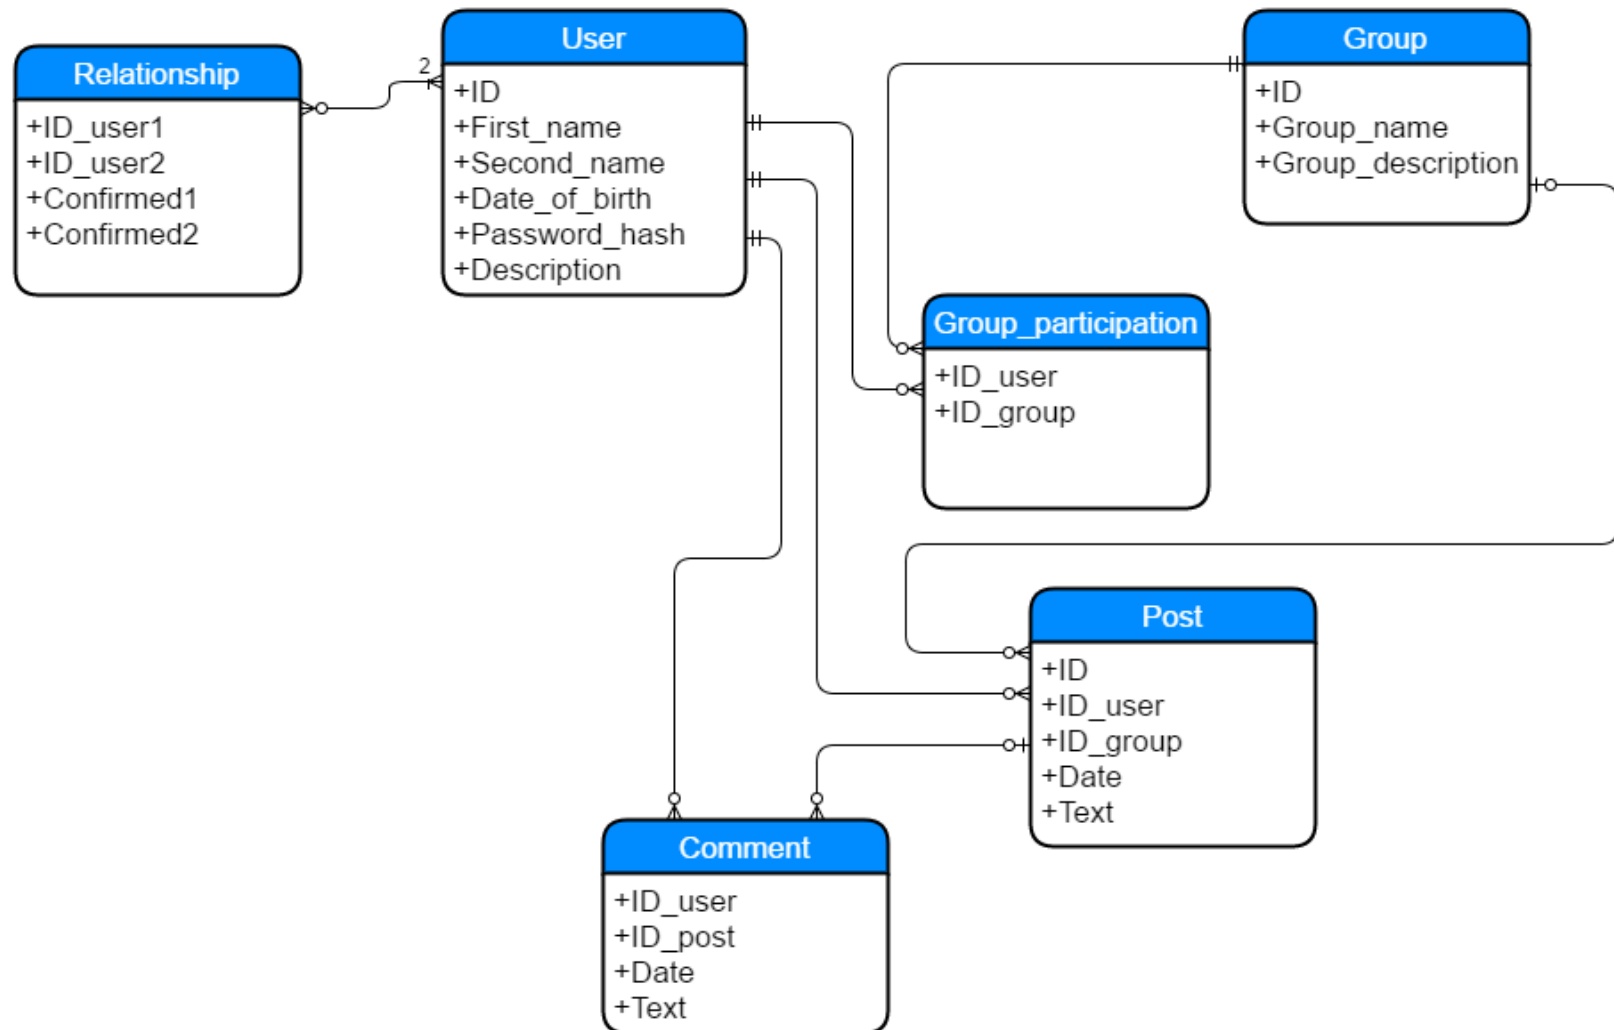 Relationship
+ID_user1
+ID_user2
+Confirmed1
+Confirmed2
2
User
+ID
+First_name
+Second_name
+Date_of_birth
+Password_hash
+Description
Group
+ID
+Group_name
+Group_description
Group_participation
+ID_user
+ID_group
Post
+ID
+ID_user
+ID_group
+Date
+Text
Comment
+ID_user
+ID_post
+Date
+Text